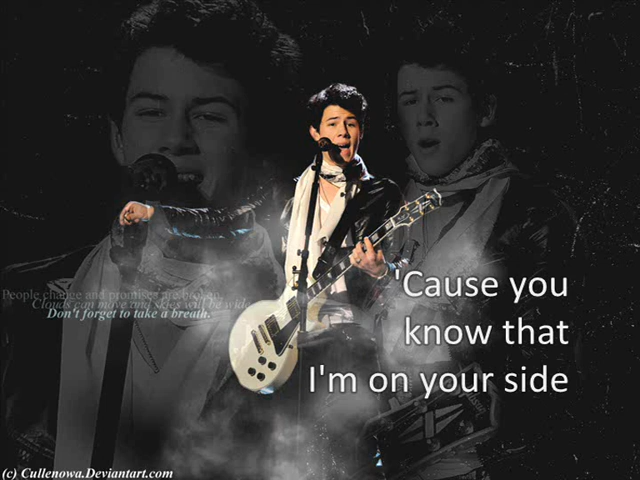 People change and promises are broken.
Clouds can move and skies will be wide
Don't forget to take a breath.
'Cause you
know that
I'm on your side
(c) Cullenowa.Deviantart.com